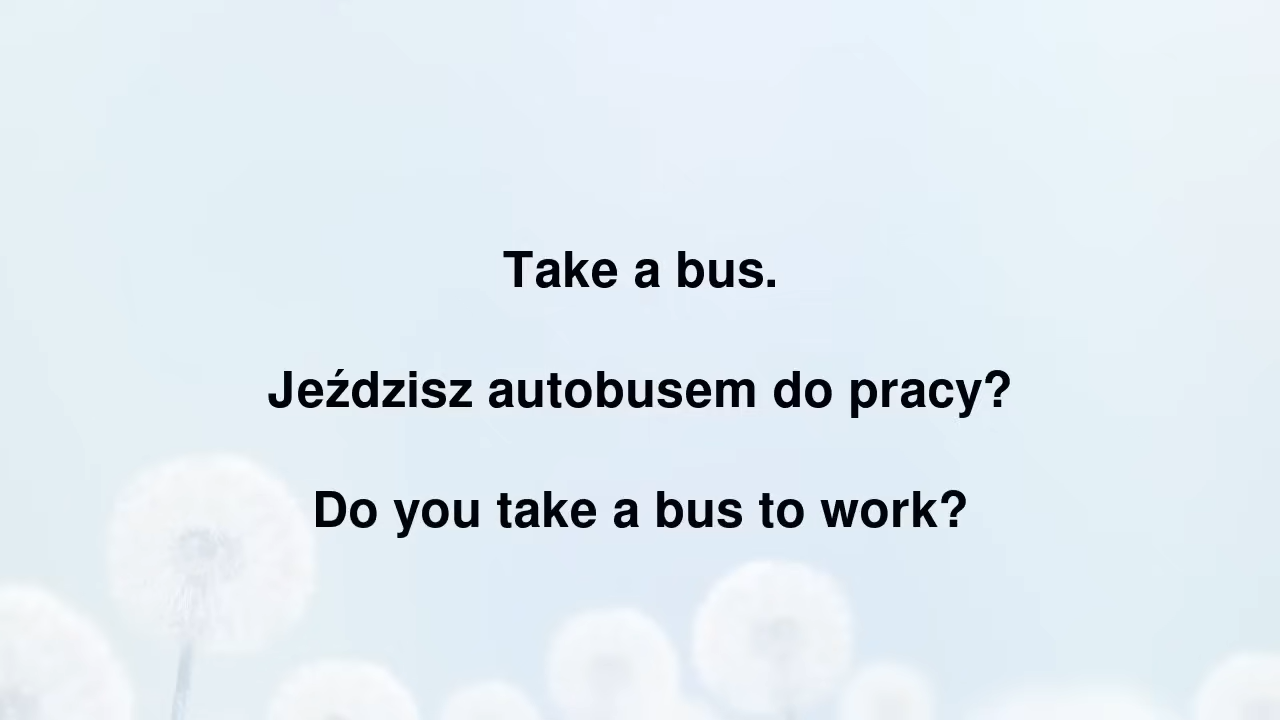 Take a bus.
Jeździsz autobusem do pracy?
Do you take a bus to work?